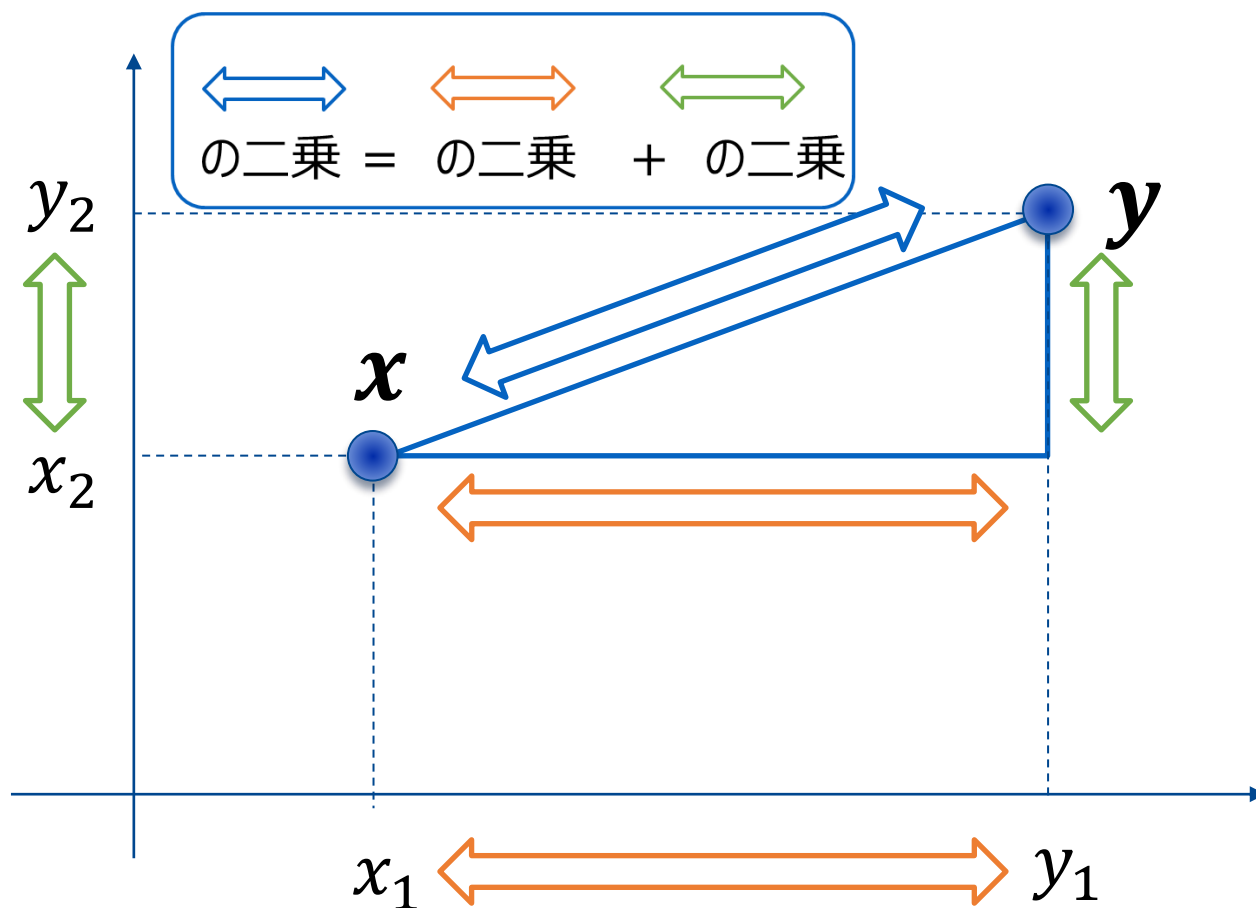 の二乗 = の二乗 + の二乗
y₂
y
x
x₂
x₁
y₁